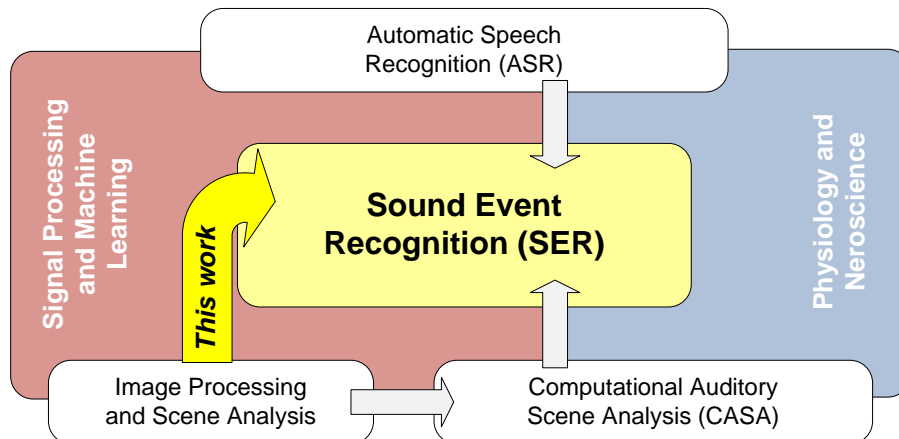 Automatic Speech
Recognition (ASR)
Signal Processing
and Machine
Learning
This work
Sound Event
Recognition (SER)
Physiology and
Neroscience
Image Processing
and Scene Analysis
Computational Auditory
Scene Analysis (CASA)